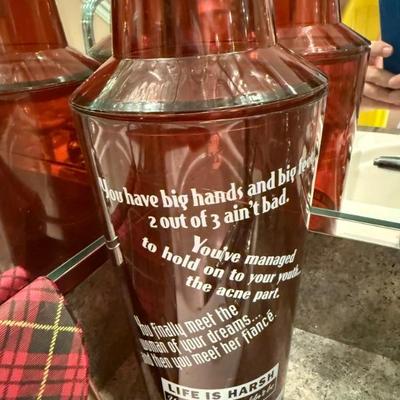 You have big hands and big feet,
2 out of 3 ain't bad.
You've managed
to hold on to your youth...
the acne part.
You finally meet the
woman of your dreams...
and then you meet her fiancé.
LIFE IS HARSH